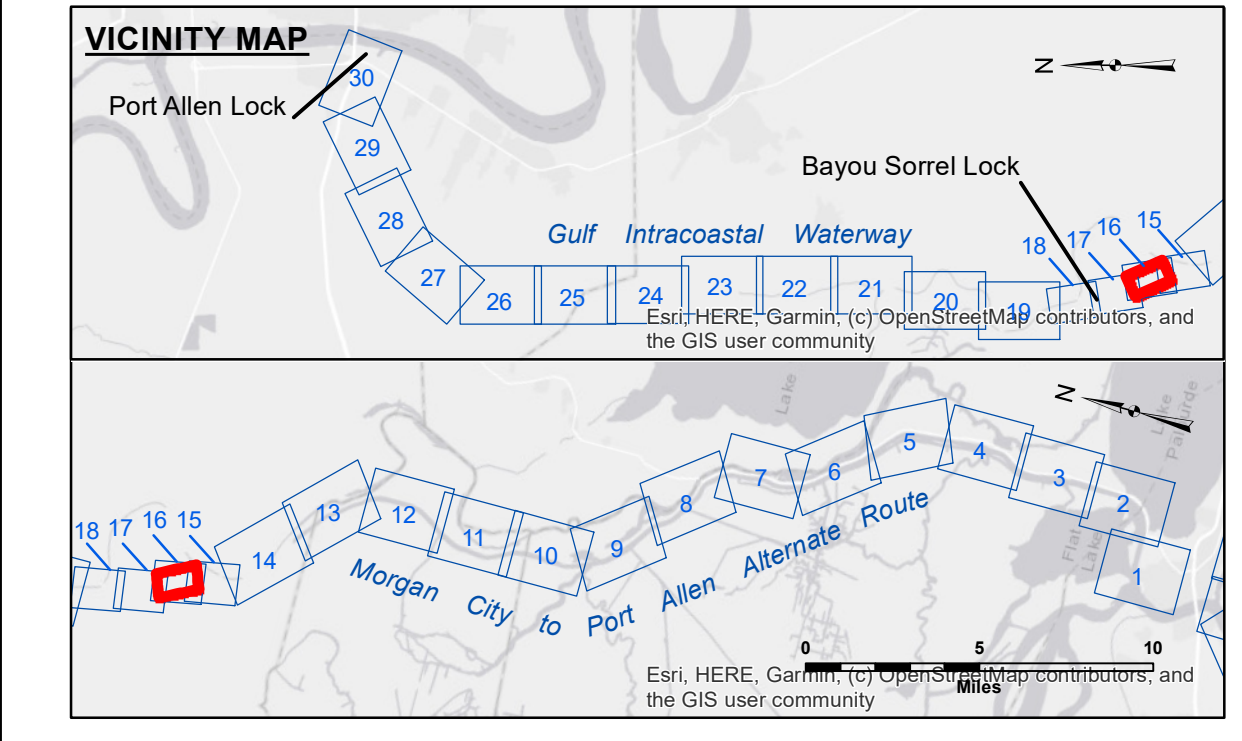 VICINITY MAP
N
30
Port Allen Lock
29
Bayou Sorrel Lock
28
Gulf Intracoastal Waterway
18
17
16
15
27
26
25
24
23
22
21
20
19
Esri, HERE, Garmin, (c) OpenStreetMap contributors, and
the GIS user community
Lake
N
Lake
Palourde
5
4
3
2
7
6
8
13
12
11
10
9
14
18
17
16
15
Lake
1
Morgan City to Port Allen Alternate Route
0 5 10
Miles
Esri, HERE, Garmin, (c) OpenStreetMap contributors, and
the GIS user community